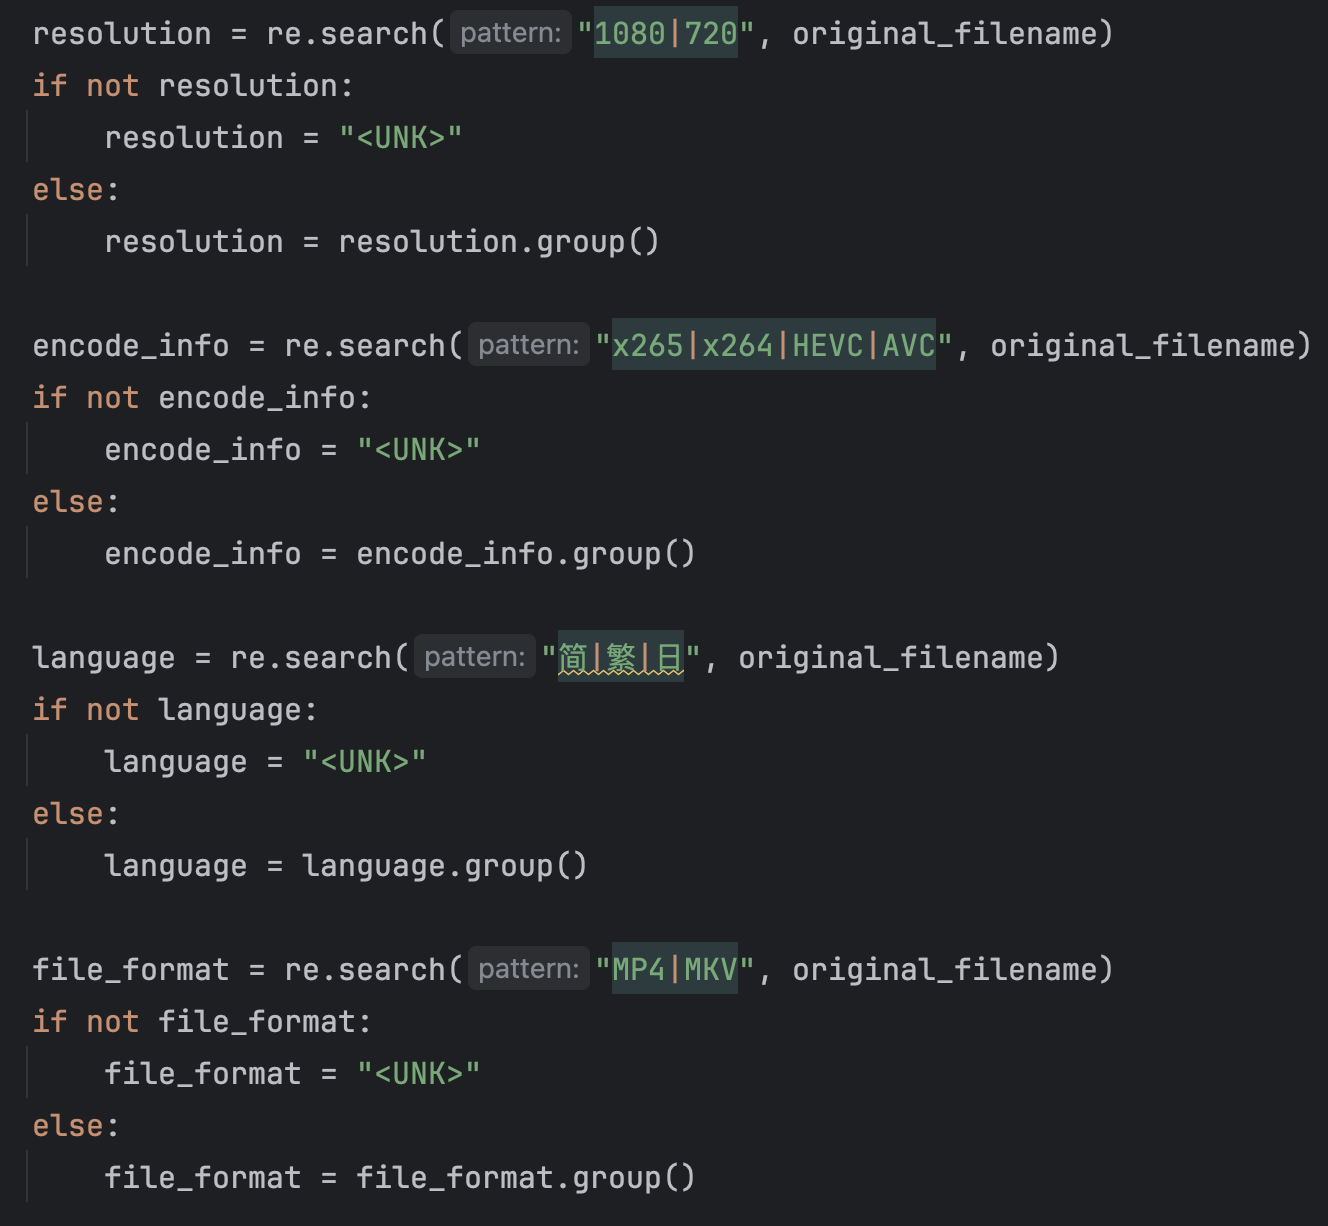 resolution = re.search( pattern: "1080|720", original_filename)
if not resolution:
    resolution = "<UNK>"
else:
    resolution = resolution.group()

encode_info = re.search( pattern: "x265|x264|HEVC|AVC", original_filename)
if not encode_info:
    encode_info = "<UNK>"
else:
    encode_info = encode_info.group()

language = re.search( pattern: "简|繁|日", original_filename)
if not language:
    language = "<UNK>"
else:
    language = language.group()

file_format = re.search( pattern: "MP4|MKV", original_filename)
if not file_format:
    file_format = "<UNK>"
else:
    file_format = file_format.group()